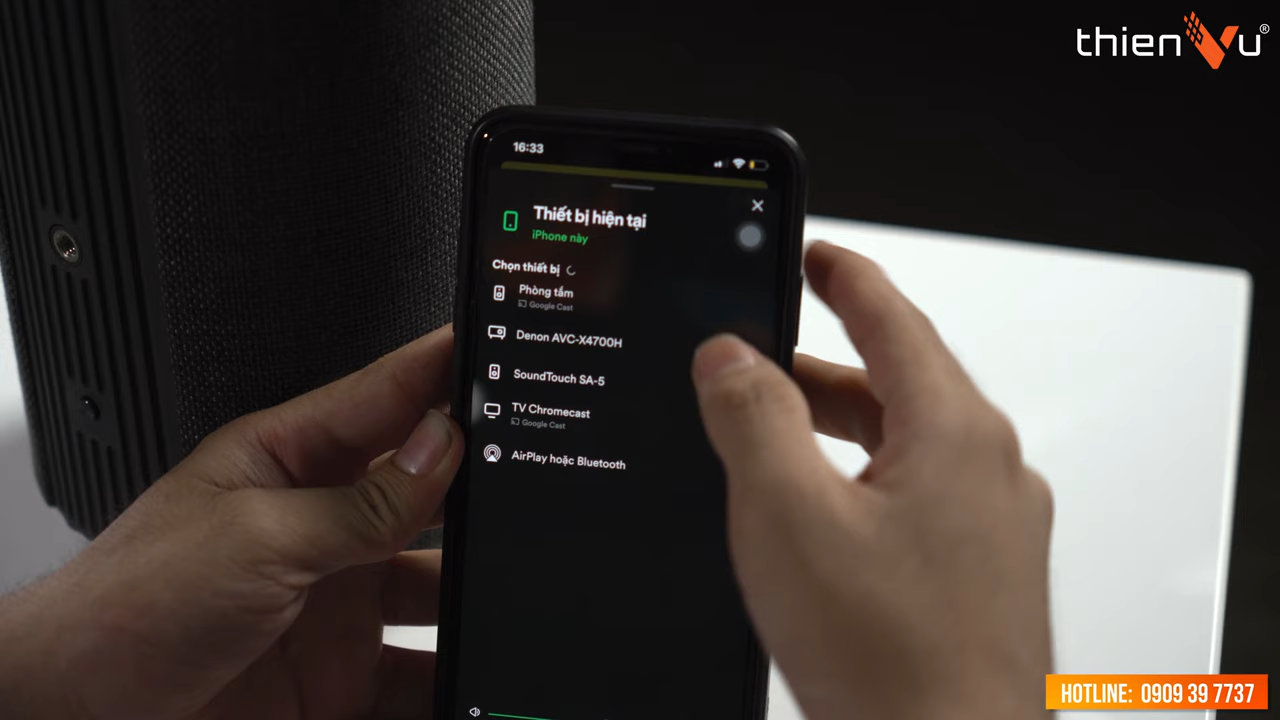 thienVu®
16:33
Thiết bị hiện tại
iPhone này
Chọn thiết bị
Phòng tắm
Google Cast
Denon AVC-X4700H
SoundTouch SA-5
TV Chromecast
Google Cast
AirPlay hoặc Bluetooth
HOTLINE: 0909 39 7737